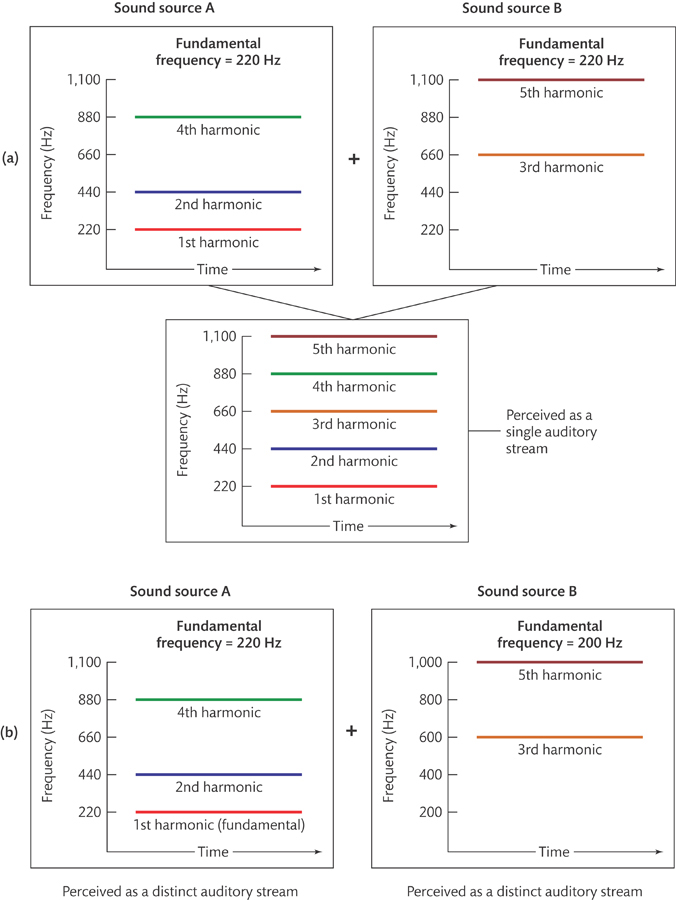 Sound source A
Sound source B
(a)
Fundamental
frequency = 220 Hz
Frequency (Hz)
1,100
880
660
440
220
4th harmonic
2nd harmonic
1st harmonic
Time
+
Fundamental
frequency = 220 Hz
Frequency (Hz)
1,100
880
660
440
220
5th harmonic
3rd harmonic
Time
Frequency (Hz)
1,100
880
660
440
220
5th harmonic
4th harmonic
3rd harmonic
2nd harmonic
1st harmonic
Time
Perceived as a
single auditory
stream
Sound source A
Sound source B
(b)
Fundamental
frequency = 220 Hz
Frequency (Hz)
1,100
880
660
440
220
4th harmonic
2nd harmonic
1st harmonic (fundamental)
Time
+
Fundamental
frequency = 200 Hz
Frequency (Hz)
1,000
800
600
400
200
5th harmonic
3rd harmonic
Time
Perceived as a distinct auditory stream
Perceived as a distinct auditory stream